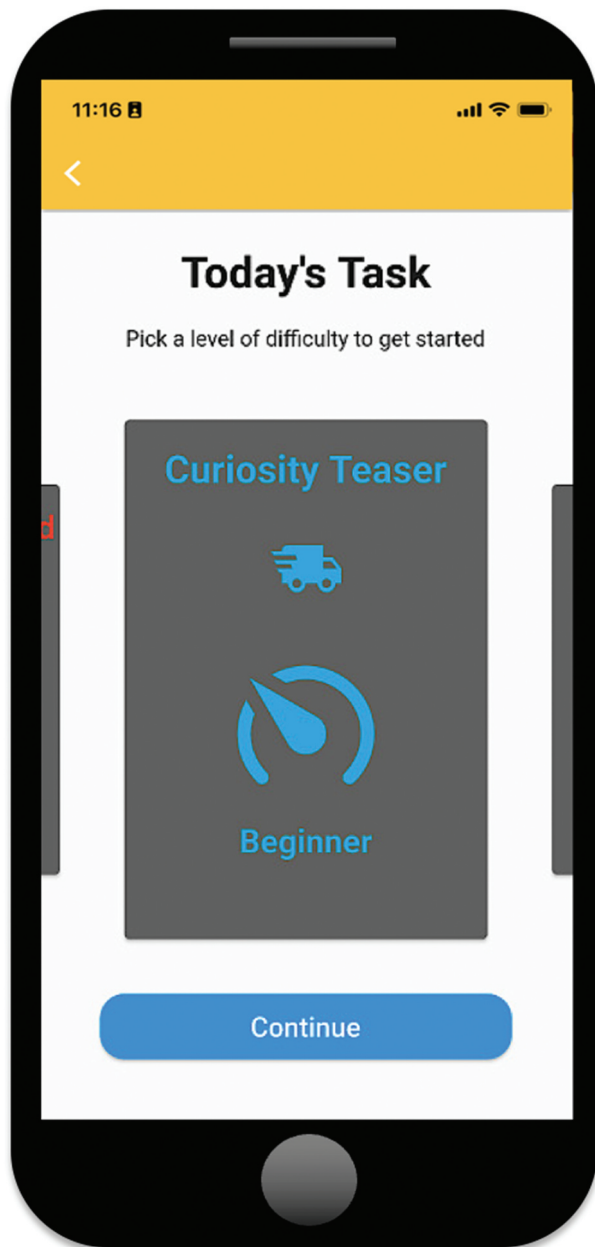 11:16
Today's Task
Pick a level of difficulty to get started
d
Curiosity Teaser
Beginner
Continue